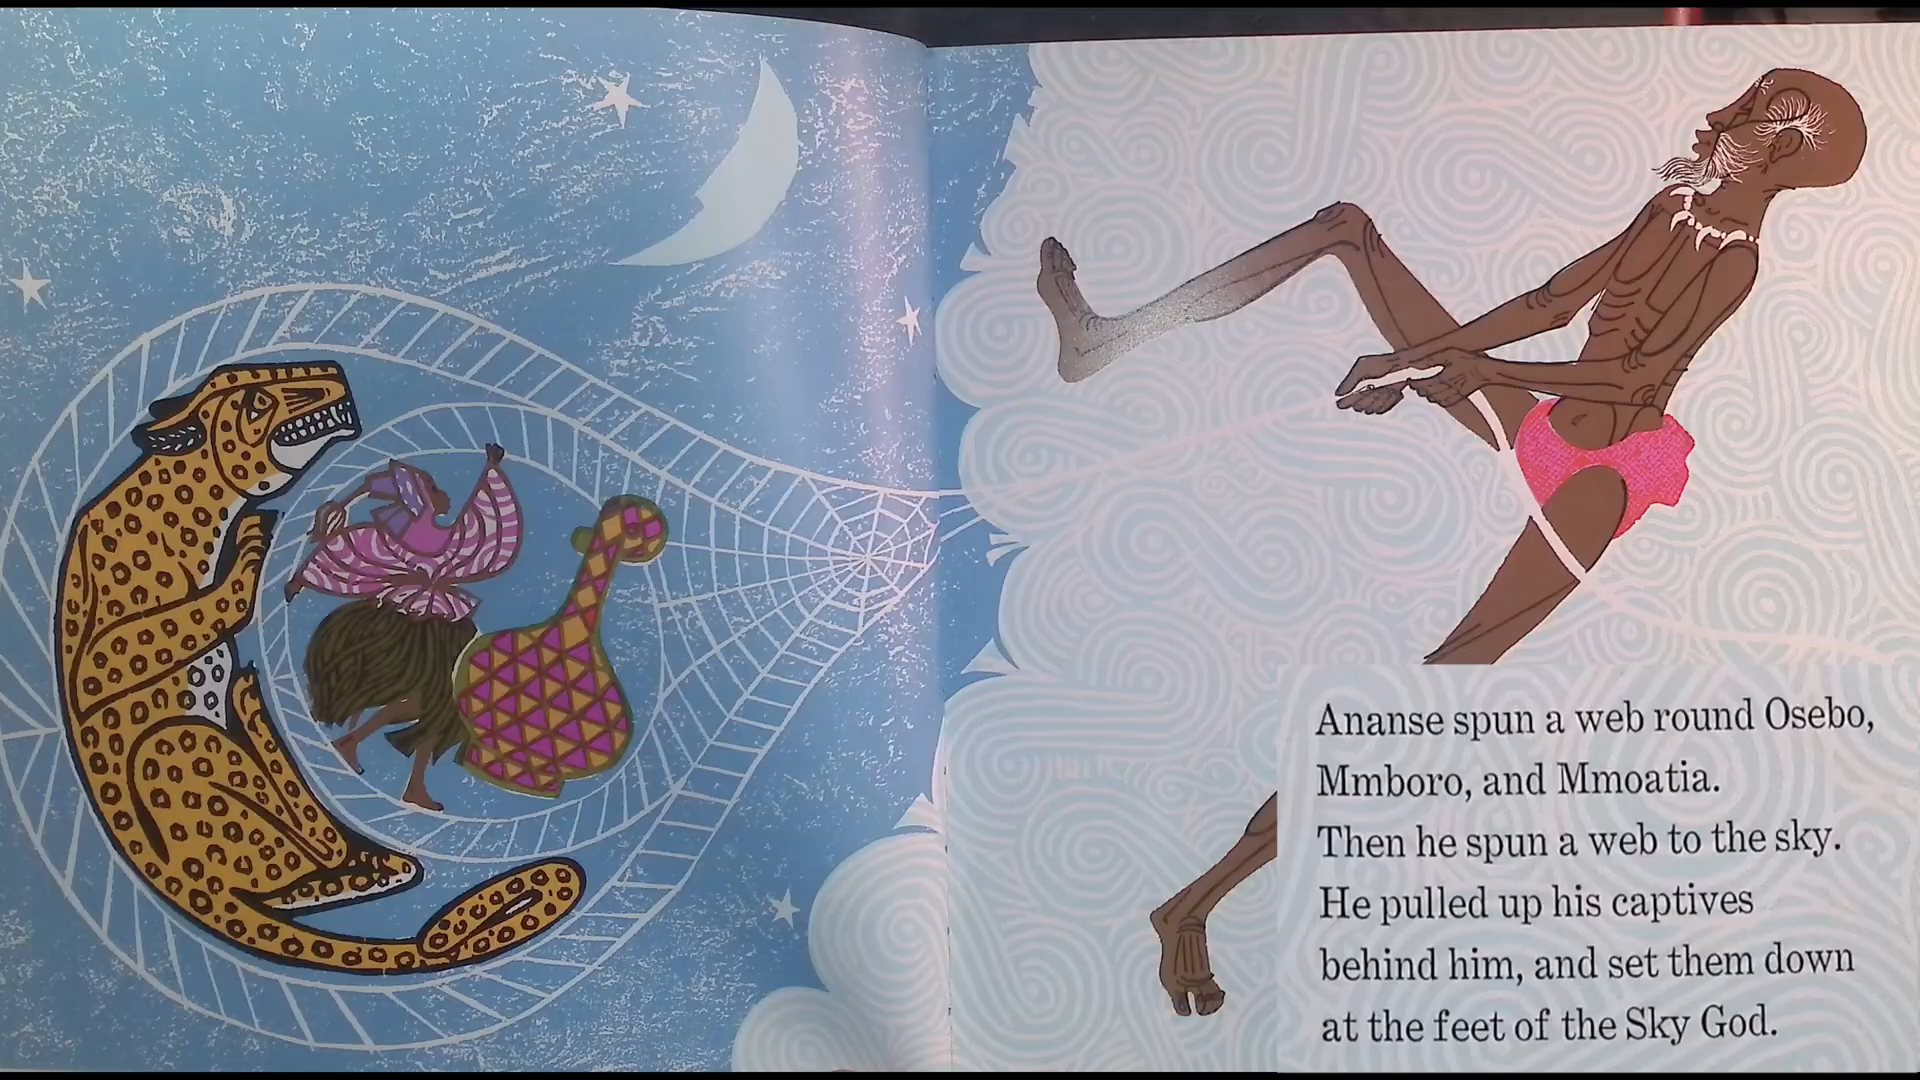 Ananse spun a web round Osebo,
Mmboro, and Mmoatia.
Then he spun a web to the sky.
He pulled up his captives
behind him, and set them down
at the feet of the Sky God.